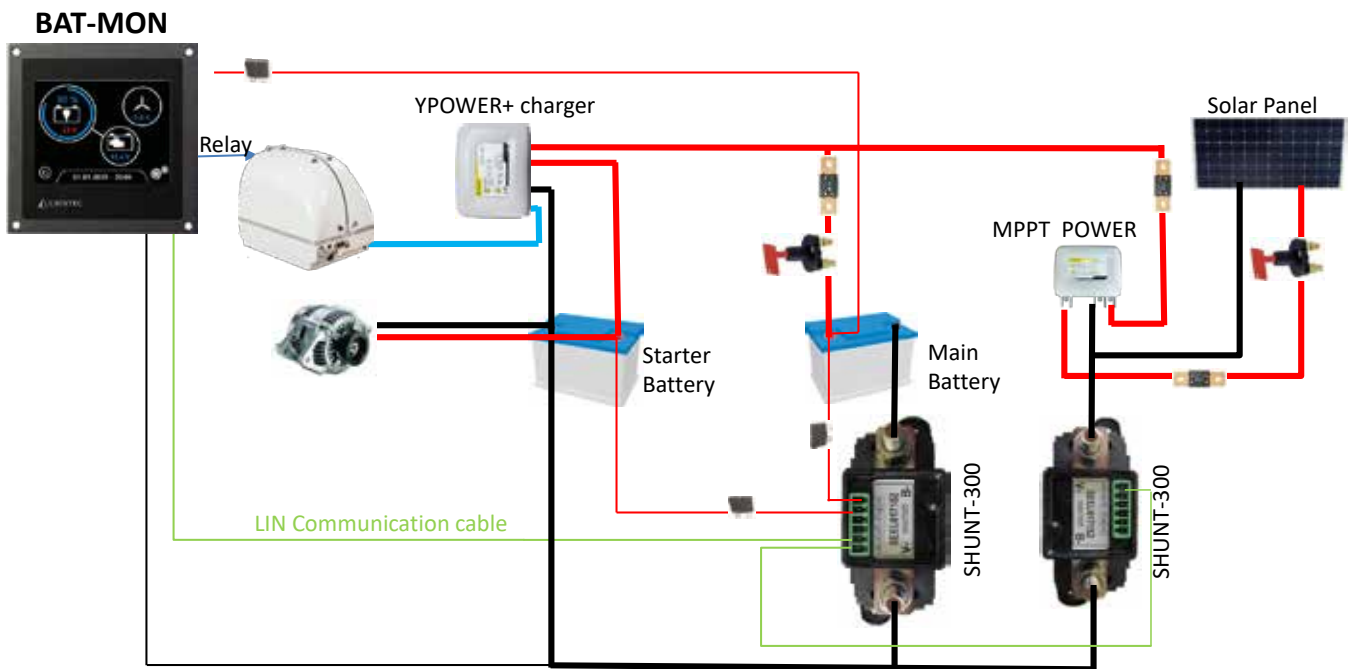 BAT-MON
YPOWER+ charger
Solar Panel
Relay
MPPT POWER
Starter
Battery
Main
Battery
SHUNT-300
SHUNT-300
LIN Communication cable